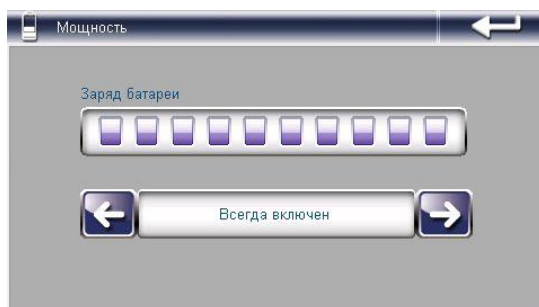 Мощность
Заряд батареи
Всегда включен